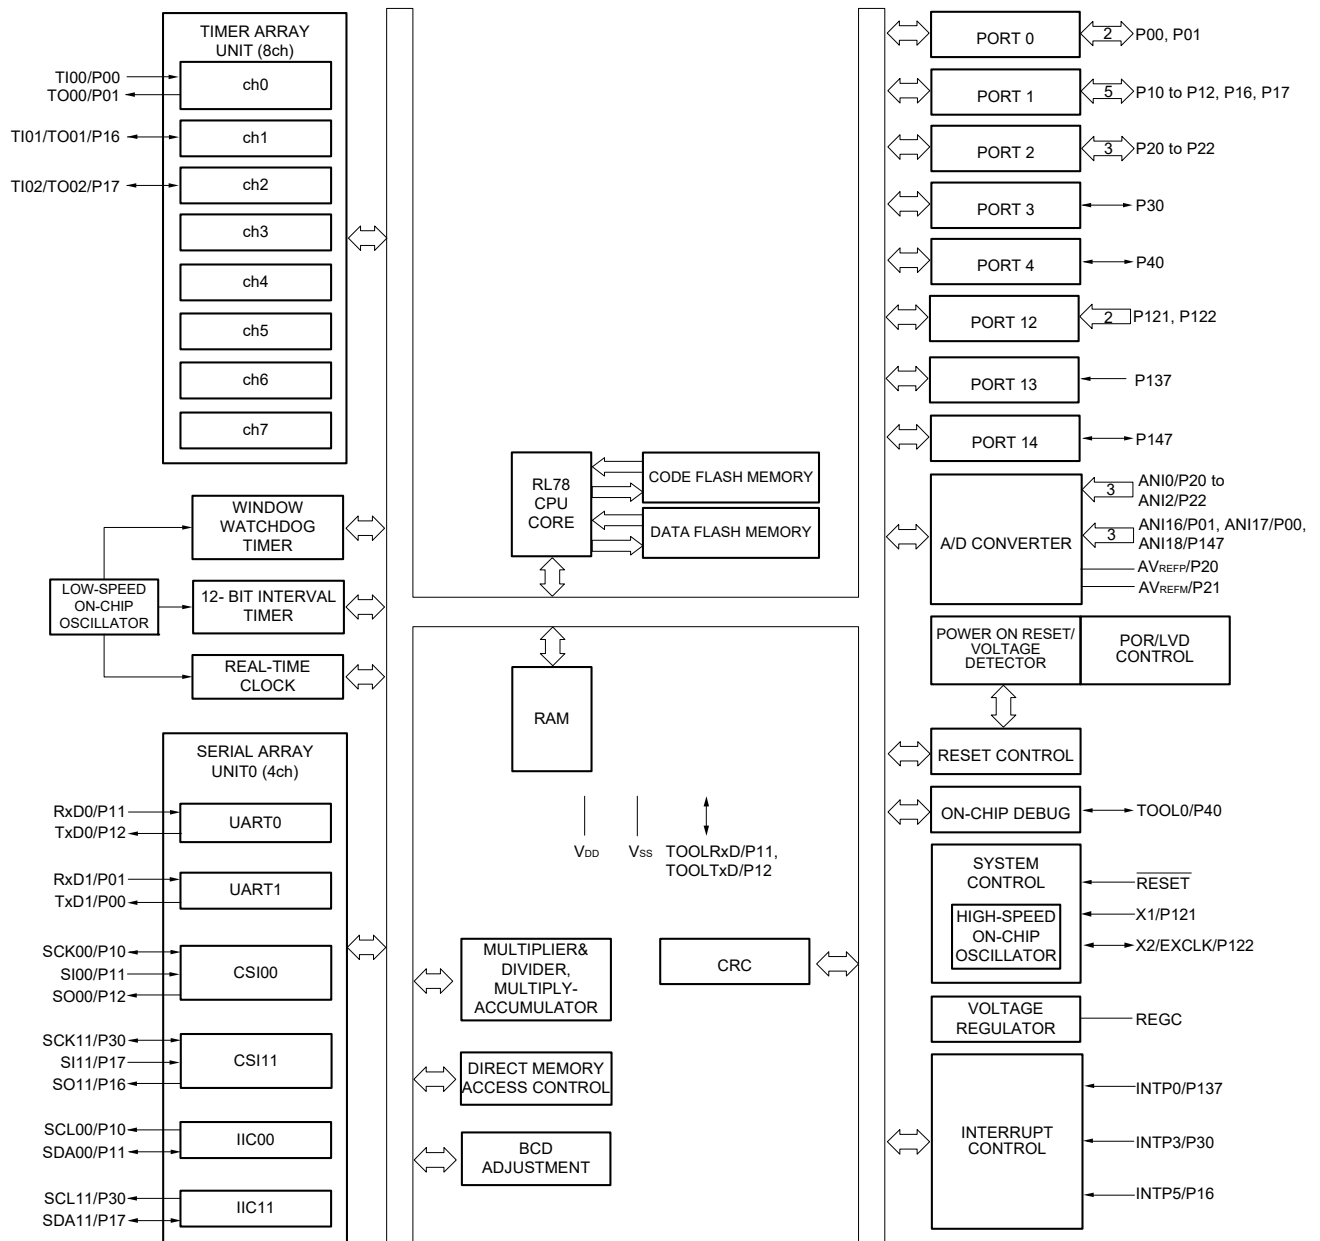 TIMER ARRAY
UNIT (8ch)
TI00/P00
TO00/P01
ch0
TI01/TO01/P16
ch1
TI02/TO02/P17
ch2
ch3
ch4
ch5
ch6
ch7
WINDOW
WATCHDOG
TIMER
LOW-SPEED
ON-CHIP
OSCILLATOR
12- BIT INTERVAL
TIMER
REAL-TIME
CLOCK
SERIAL ARRAY
UNIT0 (4ch)
RxD0/P11
TxD0/P12
UART0
RxD1/P01
TxD1/P00
UART1
SCK00/P10
SI00/P11
SO00/P12
CSI00
SCK11/P30
SI11/P17
SO11/P16
CSI11
SCL00/P10
SDA00/P11
IIC00
SCL11/P30
SDA11/P17
IIC11
RL78
CPU
CORE
CODE FLASH MEMORY
DATA FLASH MEMORY
RAM
VDD
VSS
TOOLRxD/P11,
TOOLTxD/P12
MULTIPLIER&
DIVIDER,
MULTIPLY-
ACCUMULATOR
CRC
DIRECT MEMORY
ACCESS CONTROL
BCD
ADJUSTMENT
PORT 0
2
P00, P01
PORT 1
5
P10 to P12, P16, P17
PORT 2
3
P20 to P22
PORT 3
P30
PORT 4
P40
PORT 12
2
P121, P122
PORT 13
P137
PORT 14
P147
A/D CONVERTER
3
ANI0/P20 to
ANI2/P22
3
ANI16/P01, ANI17/P00,
ANI18/P147
AVREFP/P20
AVREFM/P21
POWER ON RESET/
VOLTAGE
DETECTOR
POR/LVD
CONTROL
RESET CONTROL
ON-CHIP DEBUG
TOOL0/P40
SYSTEM
CONTROL
RESET
HIGH-SPEED
ON-CHIP
OSCILLATOR
X1/P121
X2/EXCLK/P122
VOLTAGE
REGULATOR
REGC
INTERRUPT
CONTROL
INTP0/P137
INTP3/P30
INTP5/P16